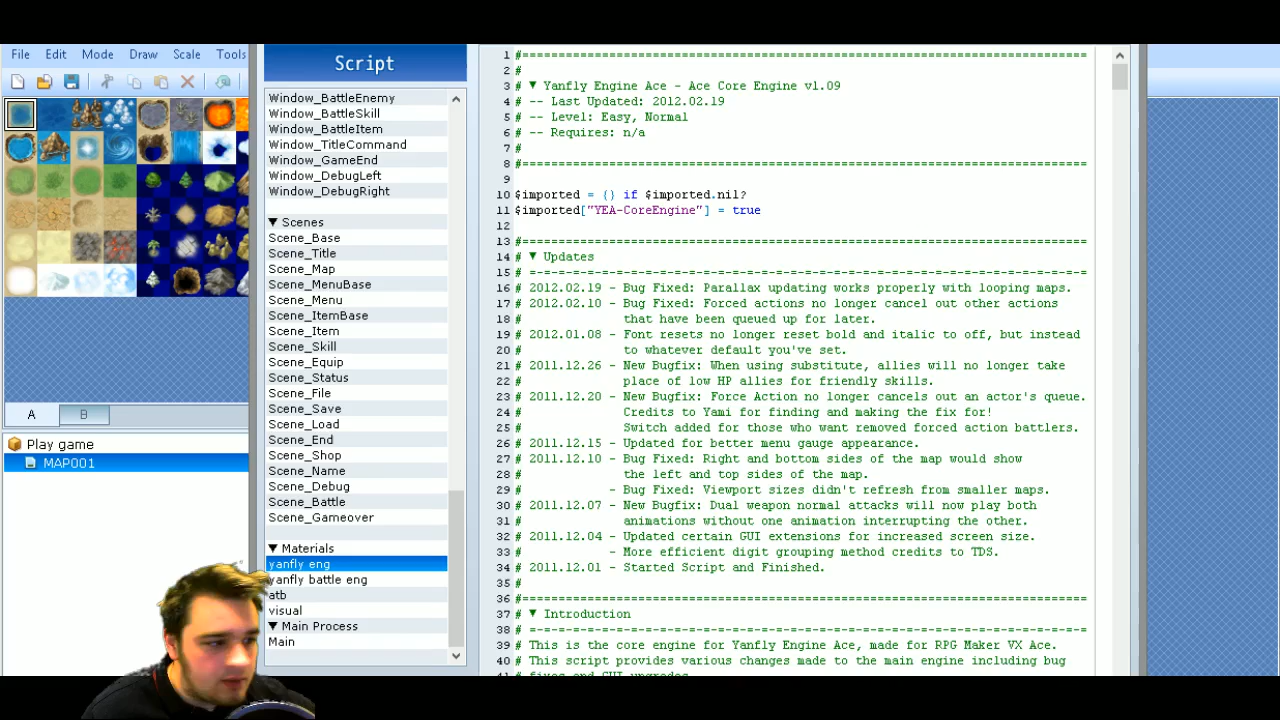 File Edit Mode Draw Scale Tools
A B
Play game
MAP001
Script
Window_BattleEnemy
Window_BattleSkill
Window_BattleItem
Window_TitleCommand
Window_GameEnd
Window_DebugLeft
Window_DebugRight
▼ Scenes
Scene_Base
Scene_Title
Scene_Map
Scene_MenuBase
Scene_Menu
Scene_ItemBase
Scene_Item
Scene_Skill
Scene_Equip
Scene_Status
Scene_File
Scene_Save
Scene_Load
Scene_End
Scene_Shop
Scene_Name
Scene_Debug
Scene_Battle
Scene_Gameover
▼ Materials
yanfly eng
yanfly battle eng
atb
visual
▼ Main Process
Main
1 #==============================================================================
2 #
3 # ▼ Yanfly Engine Ace - Ace Core Engine v1.09
4 # -- Last Updated: 2012.02.19
5 # -- Level: Easy, Normal
6 # -- Requires: n/a
7 #
8 #==============================================================================
9
10 $imported = {} if $imported.nil?
11 $imported["YEA-CoreEngine"] = true
12
13 #==============================================================================
14 # ▼ Updates
15 # =-=-=-=-=-=-=-=-=-=-=-=-=-=-=-=-=-=-=-=-=-=-=-=-=-=-=-=-=-=-=-=-=-=-=-=-=-=-=
16 # 2012.02.19 - Bug Fixed: Parallax updating works properly with looping maps.
17 # 2012.02.10 - Bug Fixed: Forced actions no longer cancel out other actions
18 # that have been queued up for later.
19 # 2012.01.08 - Font resets no longer reset bold and italic to off, but instead
20 # to whatever default you've set.
21 # 2011.12.26 - New Bugfix: When using substitute, allies will no longer take
22 # place of low HP allies for friendly skills.
23 # 2011.12.20 - New Bugfix: Force Action no longer cancels out an actor's queue.
24 # Credits to Yami for finding and making the fix for!
25 # Switch added for those who want removed forced action battlers.
26 # 2011.12.15 - Updated for better menu gauge appearance.
27 # 2011.12.10 - Bug Fixed: Right and bottom sides of the map would show
28 # the left and top sides of the map.
29 # - Bug Fixed: Viewport sizes didn't refresh from smaller maps.
30 # 2011.12.07 - New Bugfix: Dual weapon normal attacks will now play both
31 # animations without one animation interrupting the other.
32 # 2011.12.04 - Updated certain GUI extensions for increased screen size.
33 # - More efficient digit grouping method credits to TDS.
34 # 2011.12.01 - Started Script and Finished.
35 #
36 #==============================================================================
37 # ▼ Introduction
38 # =-=-=-=-=-=-=-=-=-=-=-=-=-=-=-=-=-=-=-=-=-=-=-=-=-=-=-=-=-=-=-=-=-=-=-=-=-=-=
39 # This is the core engine for Yanfly Engine Ace, made for RPG Maker VX Ace.
40 # This script provides various changes made to the main engine including bug
41 # fixes and GUI upgrades